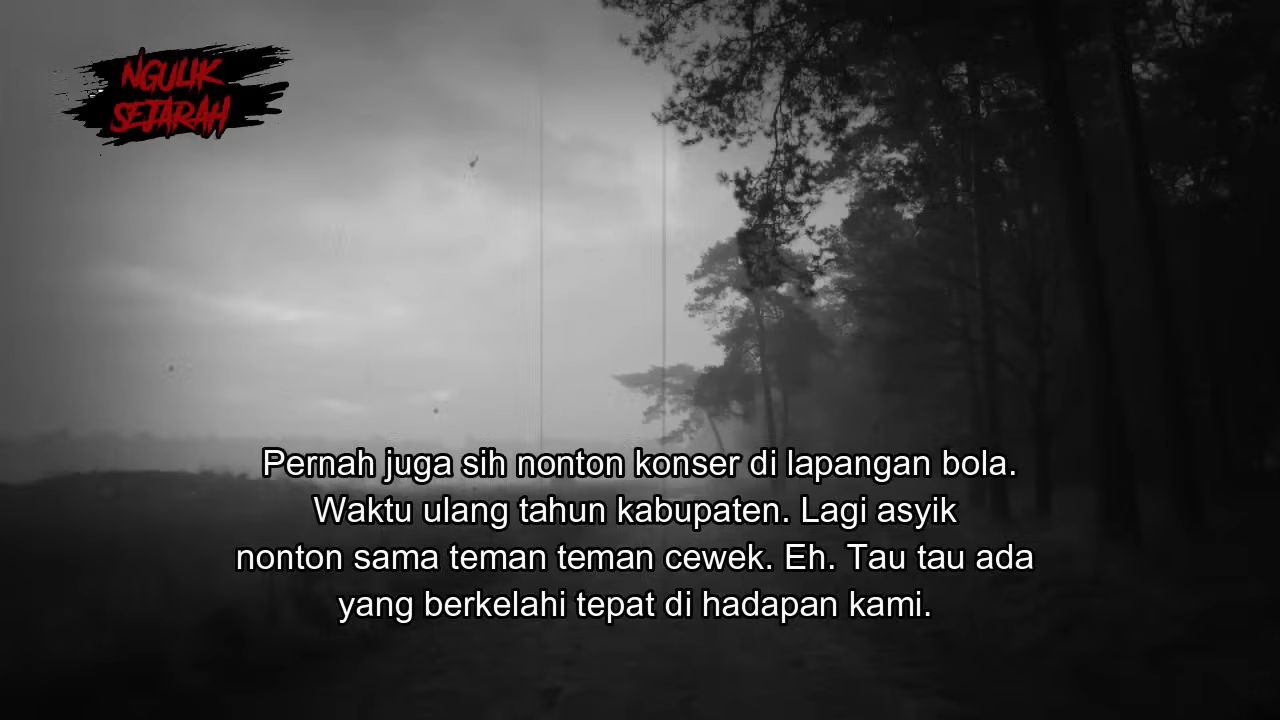 NGULIK
SEJARAH
Pernah juga sih nonton konser di lapangan bola.
Waktu ulang tahun kabupaten. Lagi asyik
nonton sama teman teman cewek. Eh. Tau tau ada
yang berkelahi tepat di hadapan kami.